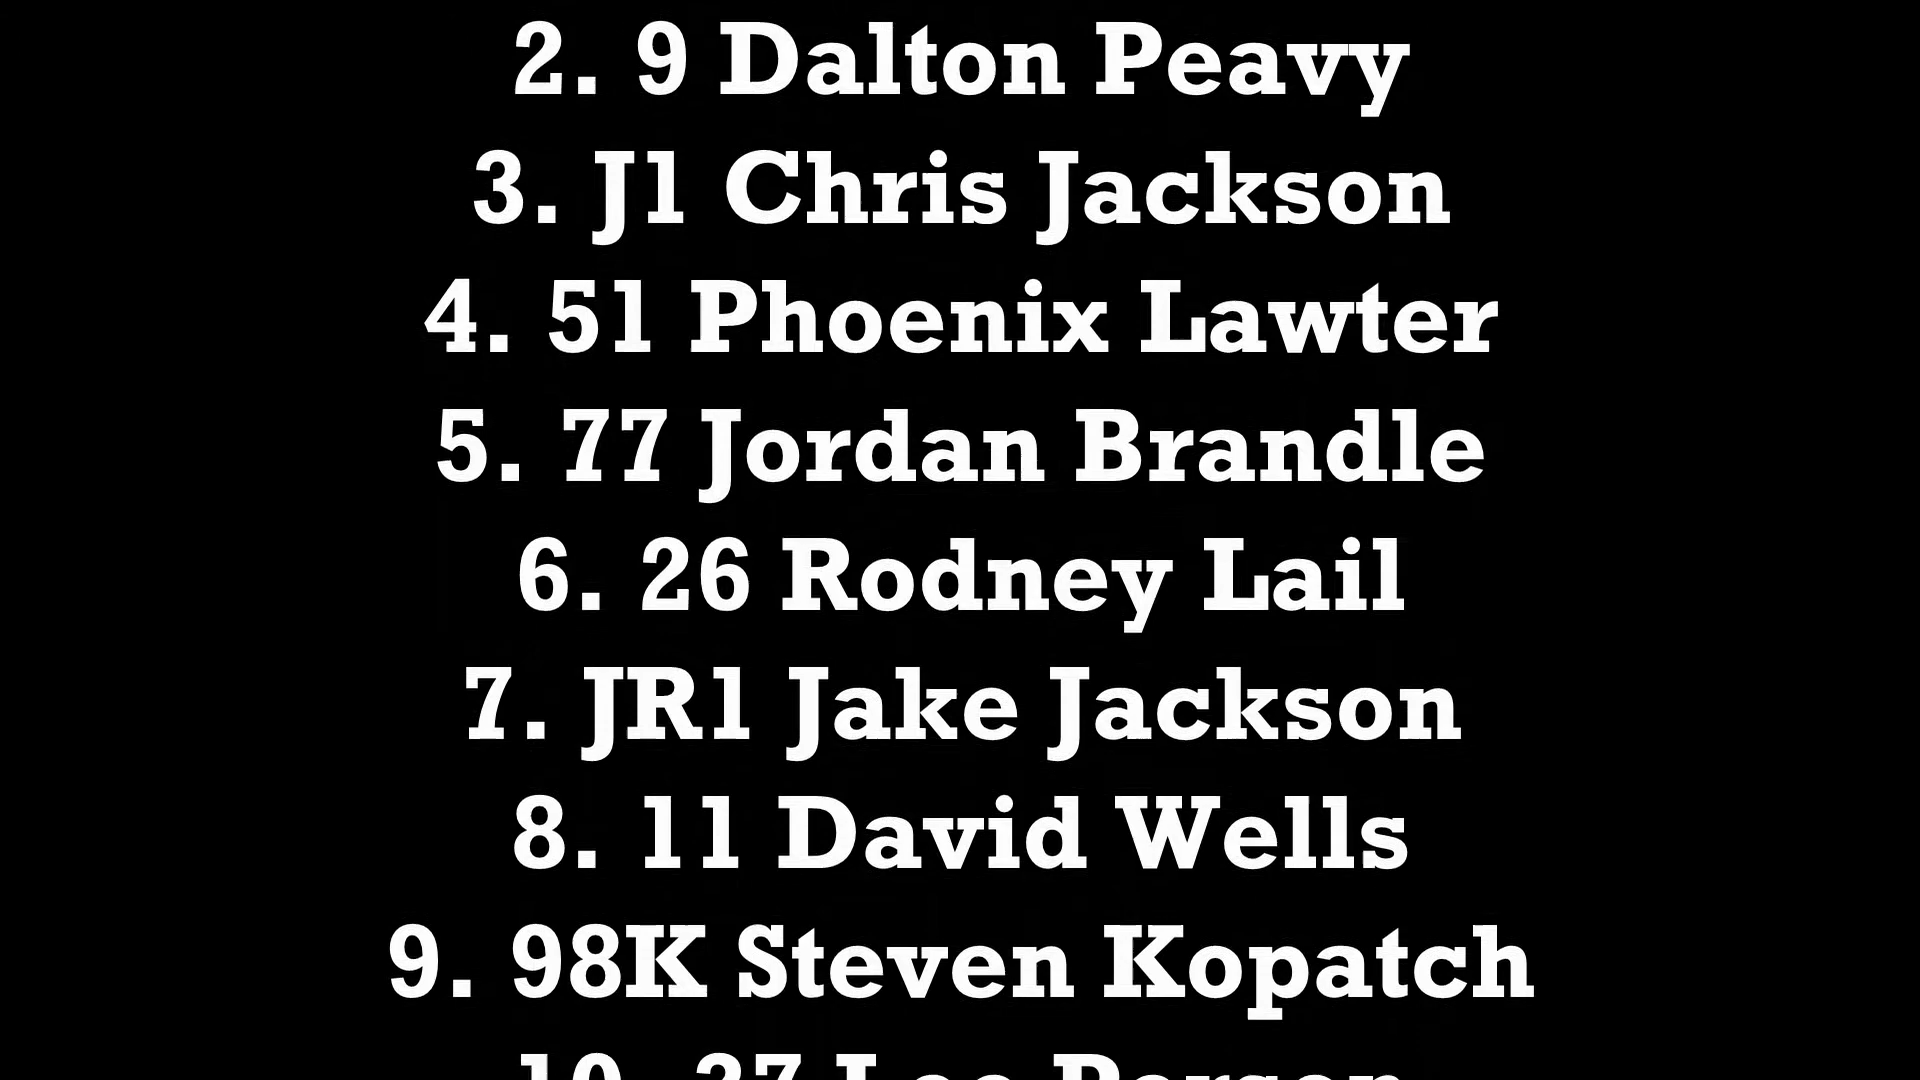 2. 9 Dalton Peavy
3. J1 Chris Jackson
4. 51 Phoenix Lawter
5. 77 Jordan Brandle
6. 26 Rodney Lail
7. JR1 Jake Jackson
8. 11 David Wells
9. 98K Steven Kopatch
10.